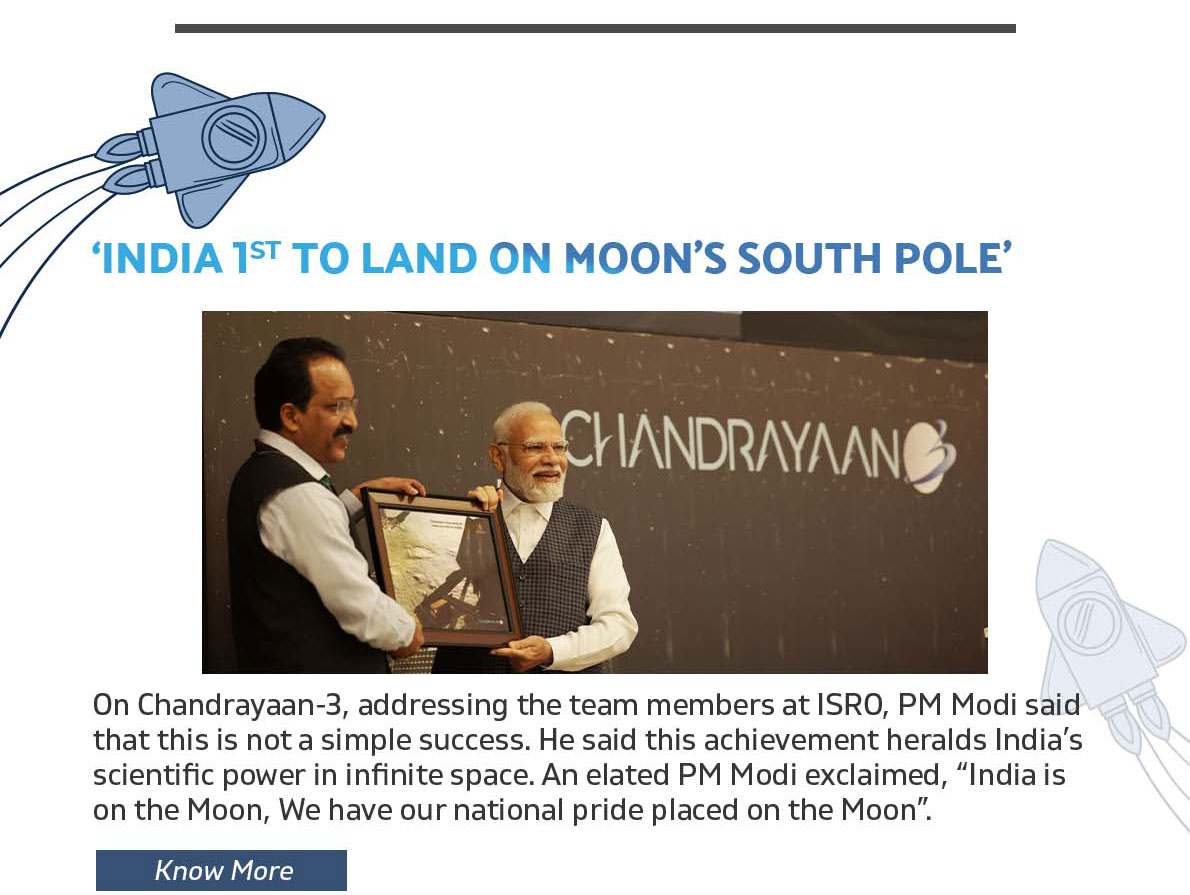 ‘INDIA 1ST TO LAND ON MOON’S SOUTH POLE’
CHANDRAYAAN 3
On Chandrayaan-3, addressing the team members at ISRO, PM Modi said
that this is not a simple success. He said this achievement heralds India’s
scientific power in infinite space. An elated PM Modi exclaimed, “India is
on the Moon, We have our national pride placed on the Moon”.
Know More